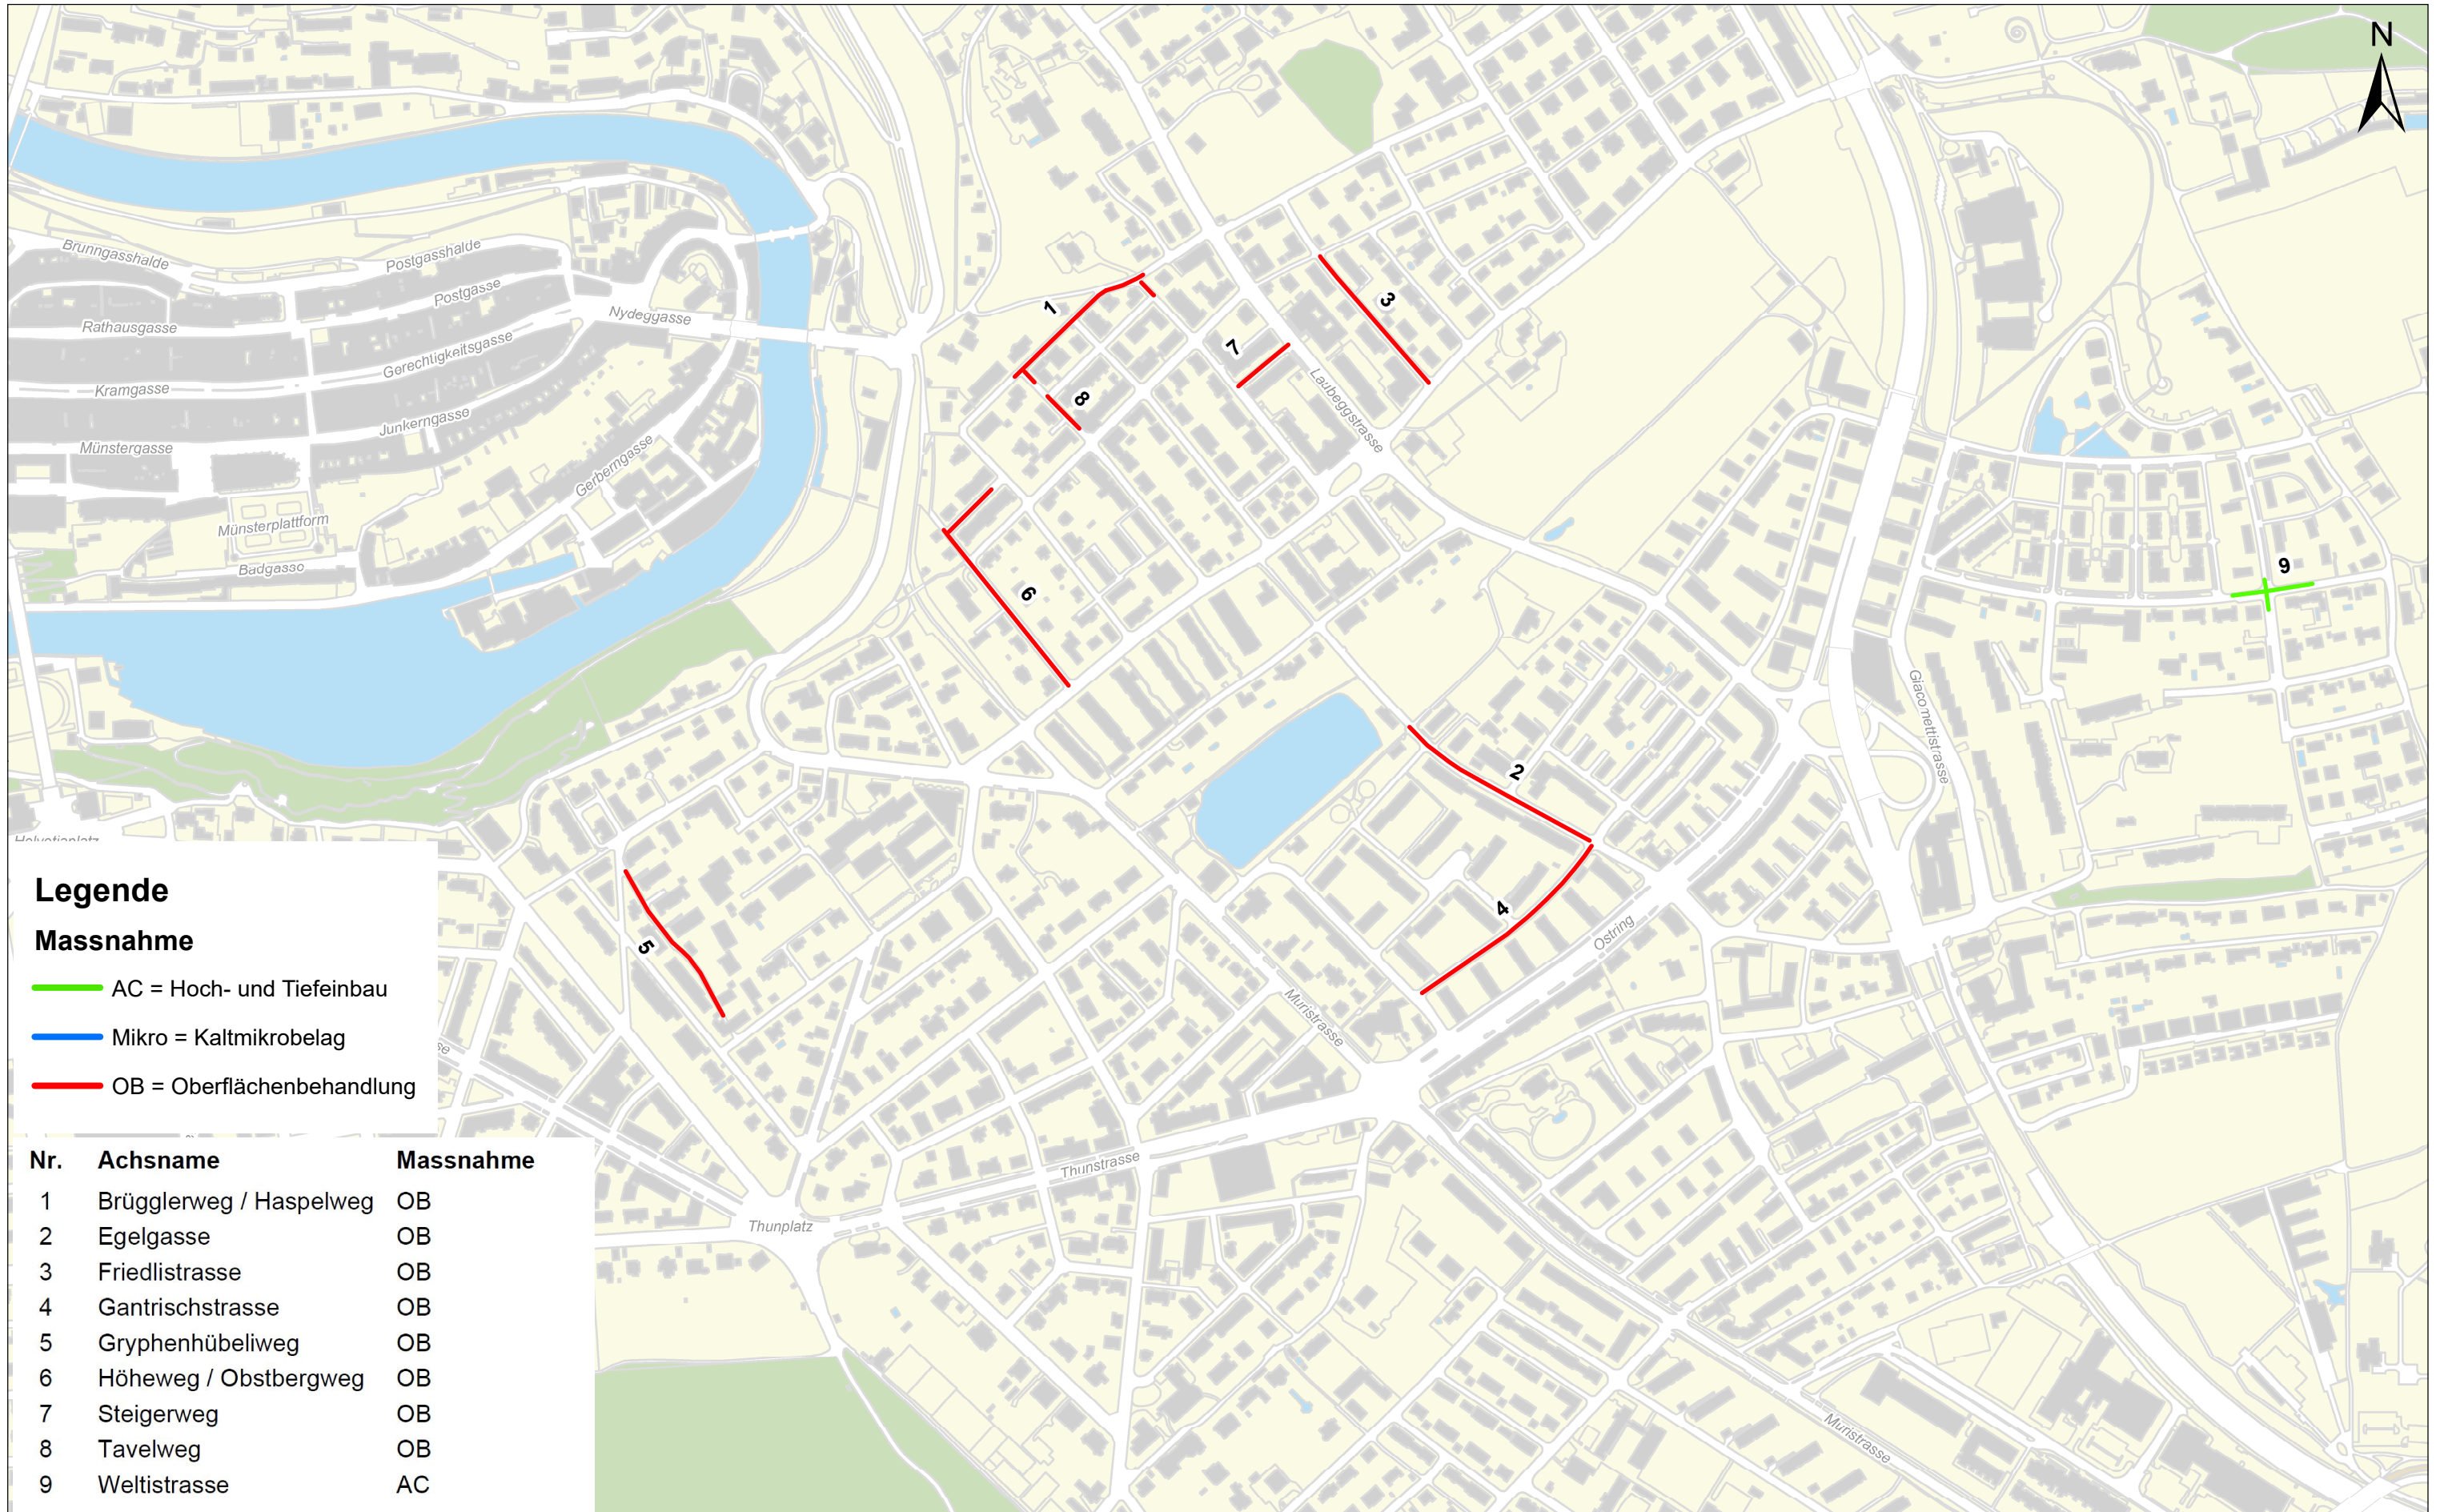 N
Brunngasshalde
Postgasshalde
Postgasse
Rathausgasse
Nydeggasse
Gerechtigkeitsgasse
Kramgasse
Junkerngasse
Münstergasse
Gerberngasse
Münsterplattform
Badgasse
Laubeggstrasse
Giacomettistrasse
Ostring
Muristrasse
Thunstrasse
Thunplatz
Muristrasse
Helvetiaplatz
1
3
7
8
6
9
2
4
5
Legende
Massnahme
AC = Hoch- und Tiefeinbau
Mikro = Kaltmikrobelag
OB = Oberflächenbehandlung
Nr. Achsname Massnahme
1 Brügglerweg / Haspelweg OB
2 Egelgasse OB
3 Friedlistrasse OB
4 Gantrischstrasse OB
5 Gryphenhübeliweg OB
6 Höheweg / Obstbergweg OB
7 Steigerweg OB
8 Tavelweg OB
9 Weltistrasse AC